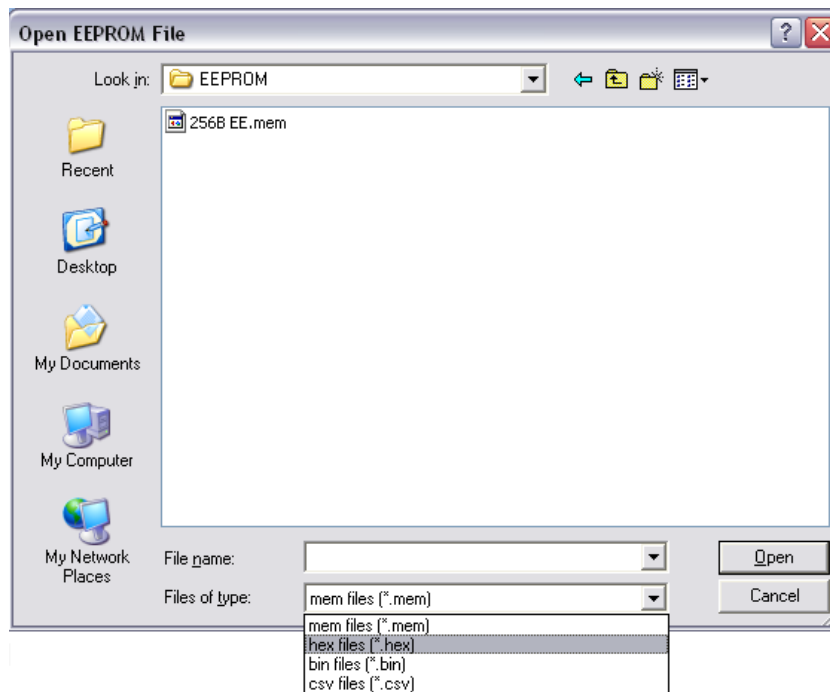 Open EEPROM File
Look in: EEPROM
256B EE.mem
Recent
Desktop
My Documents
My Computer
My Network
Places
File name:
Open
Files of type: mem files (*.mem)
Cancel
mem files (*.mem)
hex files (*.hex)
bin files (*.bin)
csv files (*.csv)